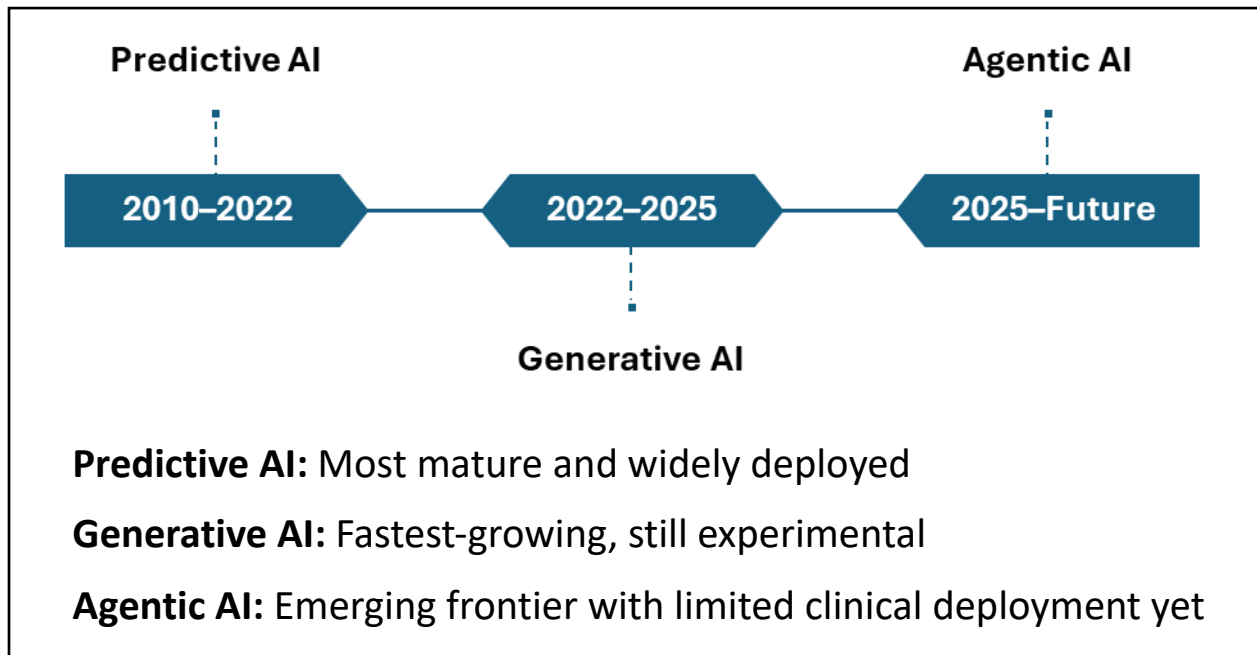 Predictive AI
Agentic AI
2010–2022
2022–2025
2025–Future
Generative AI
Predictive AI: Most mature and widely deployed
Generative AI: Fastest-growing, still experimental
Agentic AI: Emerging frontier with limited clinical deployment yet